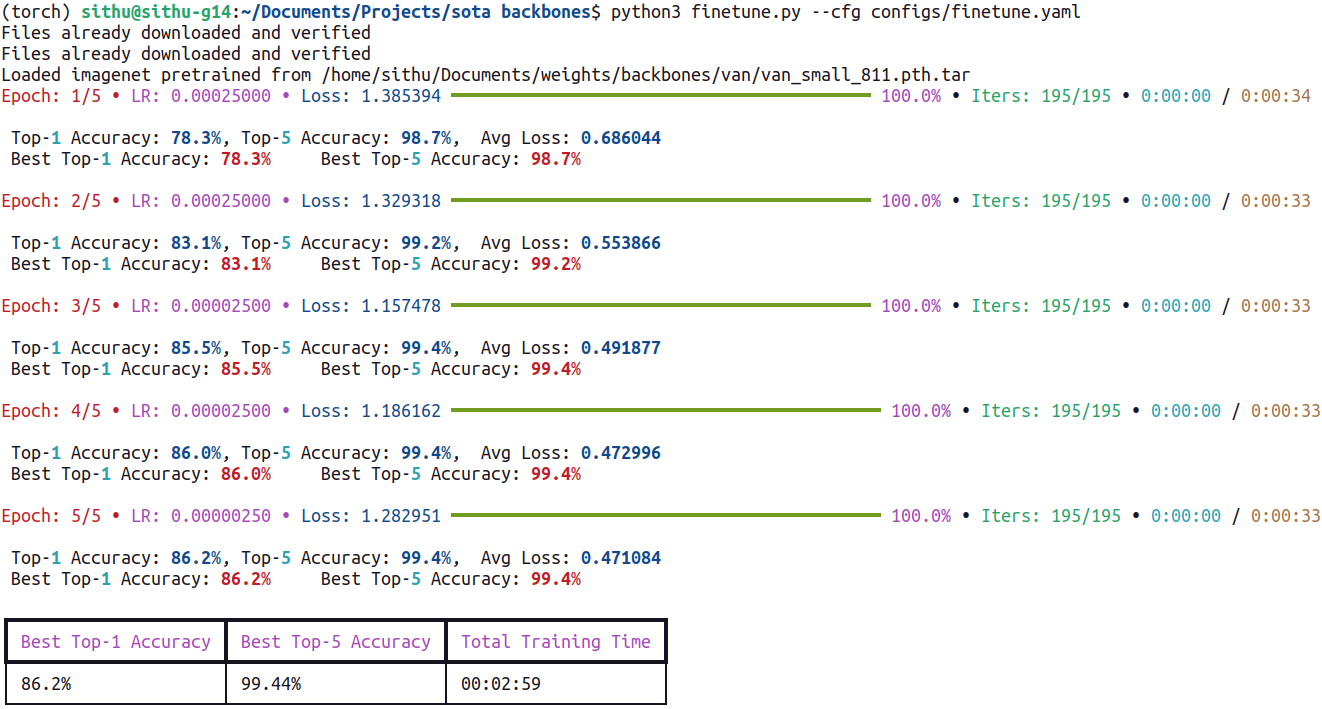 (torch) sithu@sithu-g14:~/Documents/Projects/sota backbones$ python3 finetune.py --cfg configs/finetune.yaml
Files already downloaded and verified
Files already downloaded and verified
Loaded imagenet pretrained from /home/sithu/Documents/weights/backbones/van/van_small_811.pth.tar
Epoch: 1/5 • LR: 0.00025000 • Loss: 1.385394 100.0% • Iters: 195/195 • 0:00:00 / 0:00:34
Top-1 Accuracy: 78.3%, Top-5 Accuracy: 98.7%, Avg Loss: 0.686044
Best Top-1 Accuracy: 78.3% Best Top-5 Accuracy: 98.7%
Epoch: 2/5 • LR: 0.00025000 • Loss: 1.329318 100.0% • Iters: 195/195 • 0:00:00 / 0:00:33
Top-1 Accuracy: 83.1%, Top-5 Accuracy: 99.2%, Avg Loss: 0.553866
Best Top-1 Accuracy: 83.1% Best Top-5 Accuracy: 99.2%
Epoch: 3/5 • LR: 0.00002500 • Loss: 1.157478 100.0% • Iters: 195/195 • 0:00:00 / 0:00:33
Top-1 Accuracy: 85.5%, Top-5 Accuracy: 99.4%, Avg Loss: 0.491877
Best Top-1 Accuracy: 85.5% Best Top-5 Accuracy: 99.4%
Epoch: 4/5 • LR: 0.00002500 • Loss: 1.186162 100.0% • Iters: 195/195 • 0:00:00 / 0:00:33
Top-1 Accuracy: 86.0%, Top-5 Accuracy: 99.4%, Avg Loss: 0.472996
Best Top-1 Accuracy: 86.0% Best Top-5 Accuracy: 99.4%
Epoch: 5/5 • LR: 0.00000250 • Loss: 1.282951 100.0% • Iters: 195/195 • 0:00:00 / 0:00:33
Top-1 Accuracy: 86.2%, Top-5 Accuracy: 99.4%, Avg Loss: 0.471084
Best Top-1 Accuracy: 86.2% Best Top-5 Accuracy: 99.4%
Best Top-1 Accuracy Best Top-5 Accuracy Total Training Time
86.2% 99.44% 00:02:59